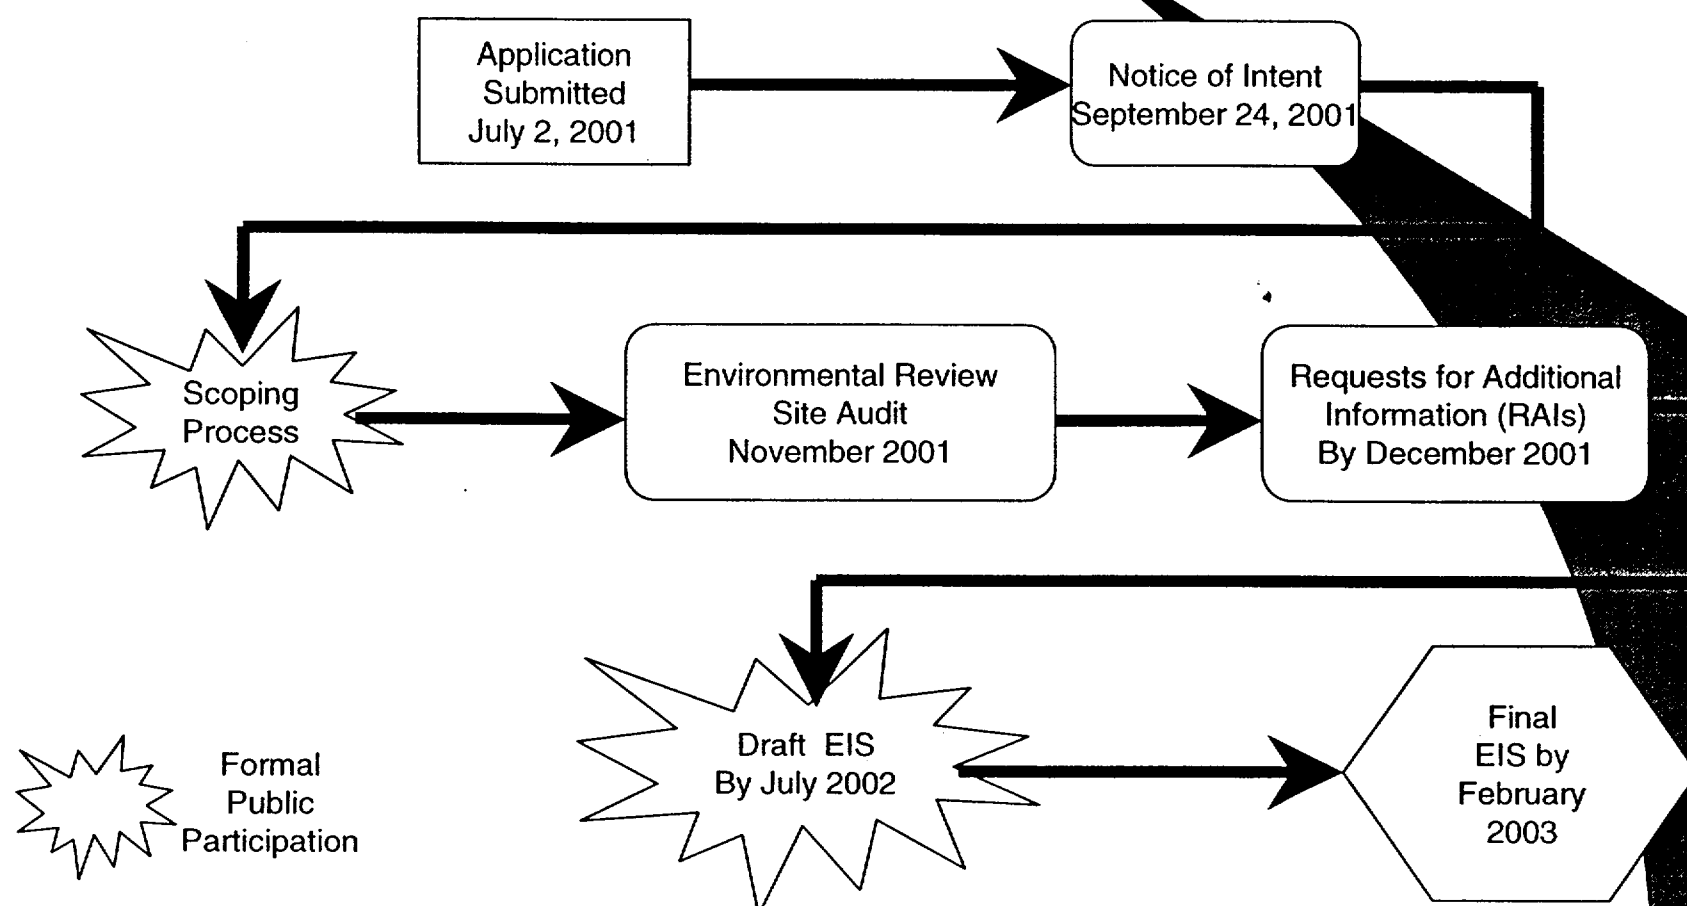 Application
Submitted
July 2, 2001
Notice of Intent
September 24, 2001
Scoping
Process
Environmental Review
Site Audit
November 2001
Requests for Additional
Information (RAIs)
By December 2001
Draft EIS
By July 2002
Final
EIS by
February
2003
Formal
Public
Participation